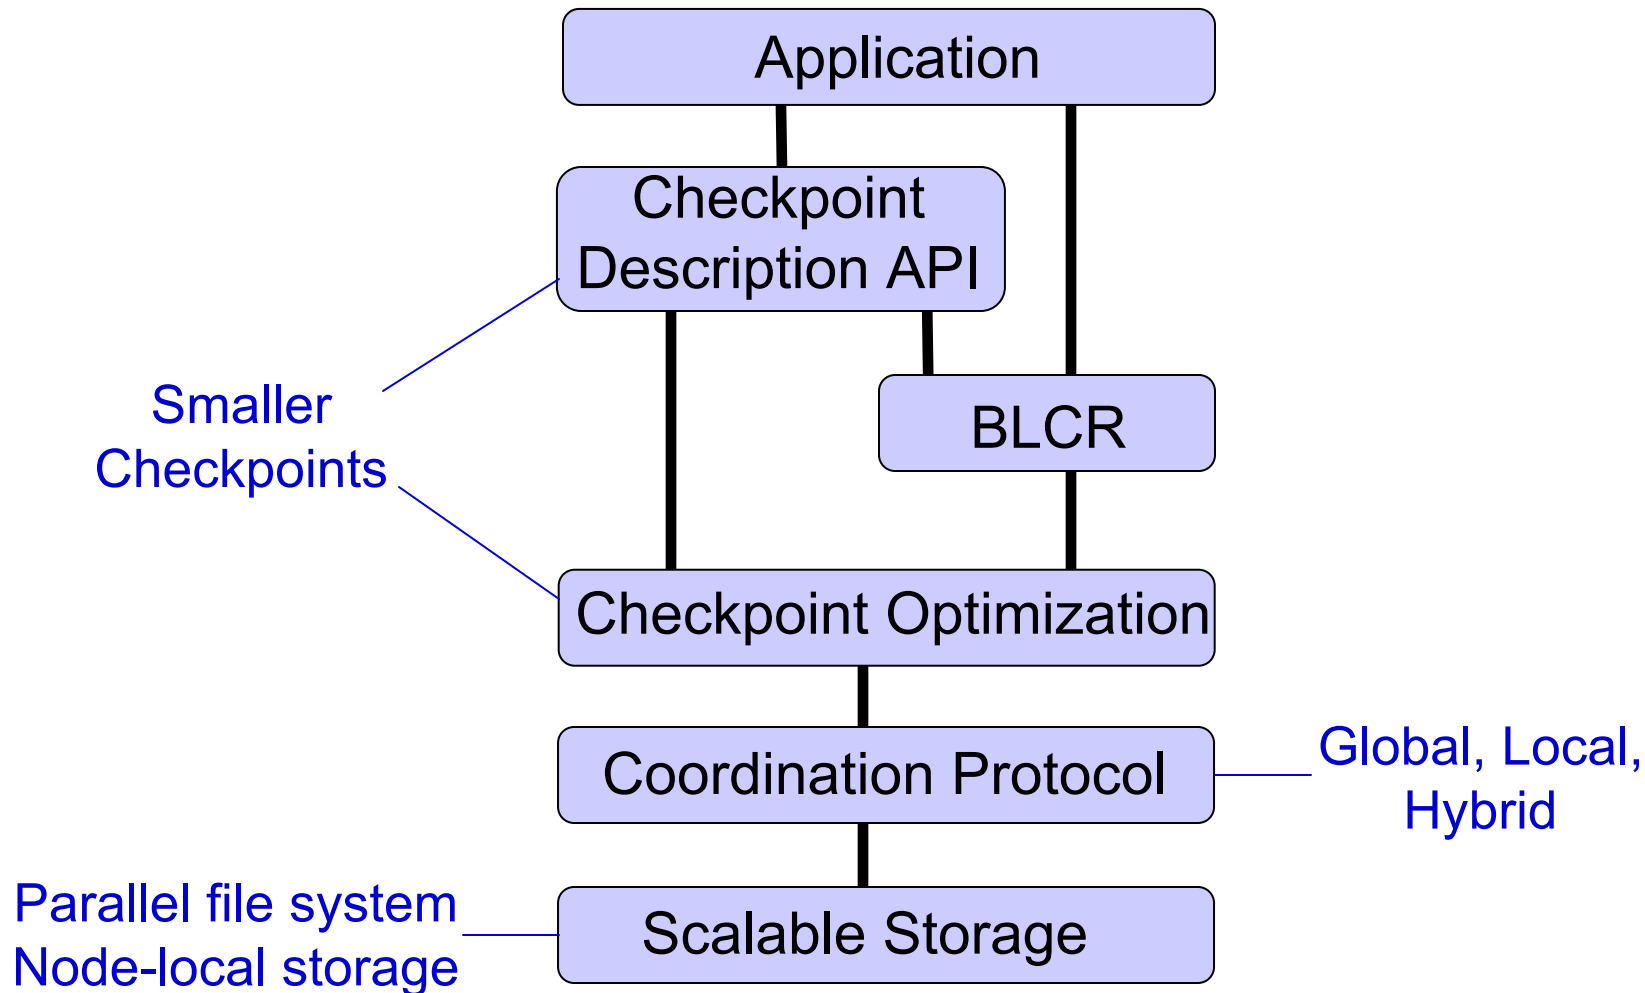 Application
Checkpoint
Description API
Smaller
Checkpoints
BLCR
Checkpoint Optimization
Coordination Protocol
Global, Local,
Hybrid
Parallel file system
Node-local storage
Scalable Storage